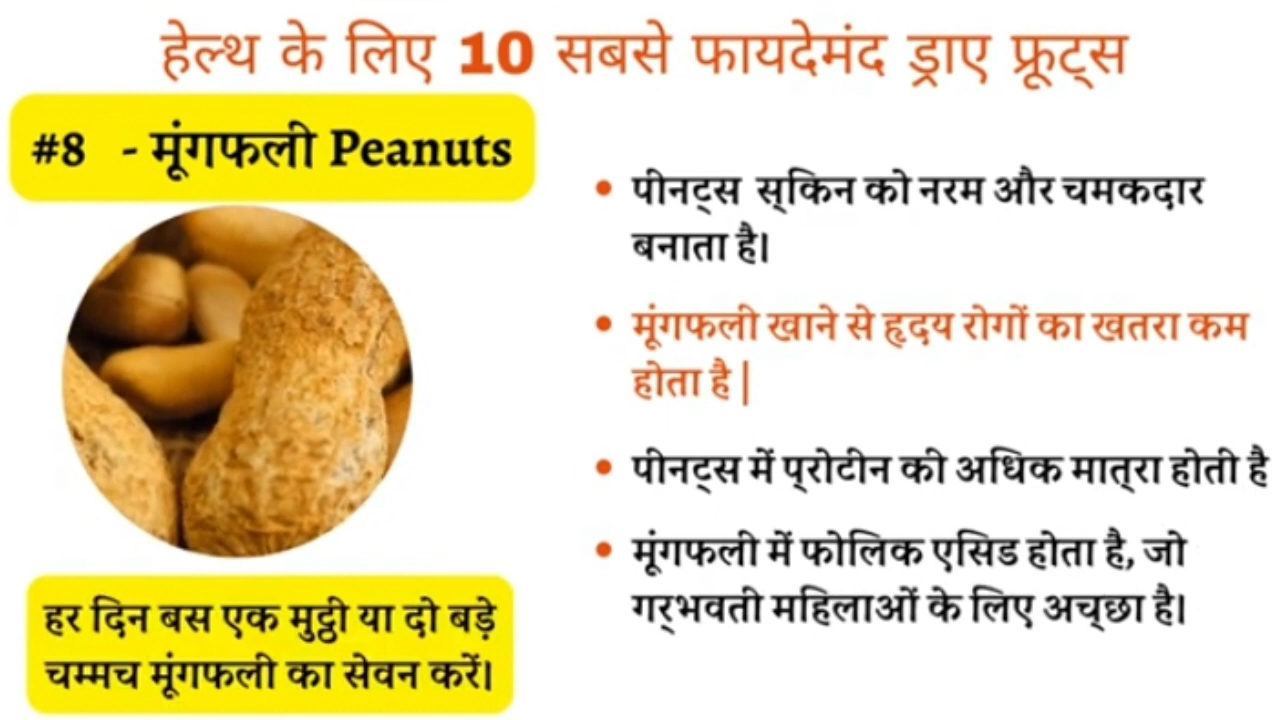 हेल्थ के लिए 10 सबसे फायदेमंद ड्राए फ्रूट्स
#8 - मूंगफली Peanuts
पीनट्स स्किन को नरम और चमकदार
बनाता है।
मूंगफली खाने से हृदय रोगों का खतरा कम
होता है |
पीनट्स में प्रोटीन की अधिक मात्रा होती है
मूंगफली में फोलिक एसिड होता है, जो
गर्भवती महिलाओं के लिए अच्छा है।
हर दिन बस एक मुट्ठी या दो बड़े
चम्मच मूंगफली का सेवन करें।